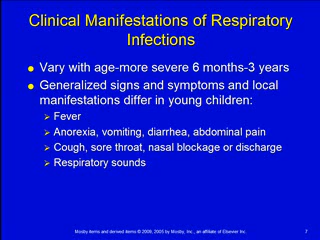 Clinical Manifestations of Respiratory
Infections
Vary with age-more severe 6 months-3 years
Generalized signs and symptoms and local
manifestations differ in young children:
Fever
Anorexia, vomiting, diarrhea, abdominal pain
Cough, sore throat, nasal blockage or discharge
Respiratory sounds
Mosby items and derived items © 2009, 2005 by Mosby, Inc., an affiliate of Elsevier Inc.
7